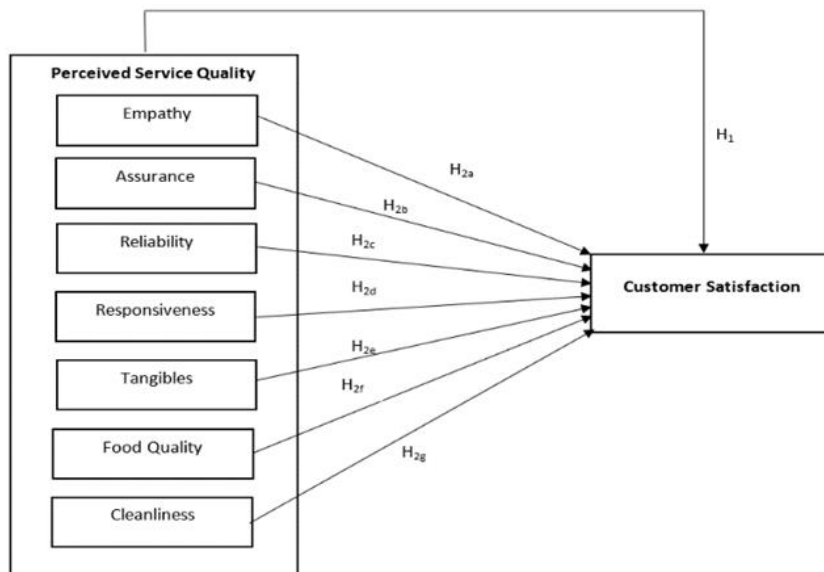 Perceived Service Quality
Empathy
Assurance
Reliability
Responsiveness
Tangibles
Food Quality
Cleanliness
H1
H2a
H2b
H2c
H2d
H2e
H2f
H2g
Customer Satisfaction